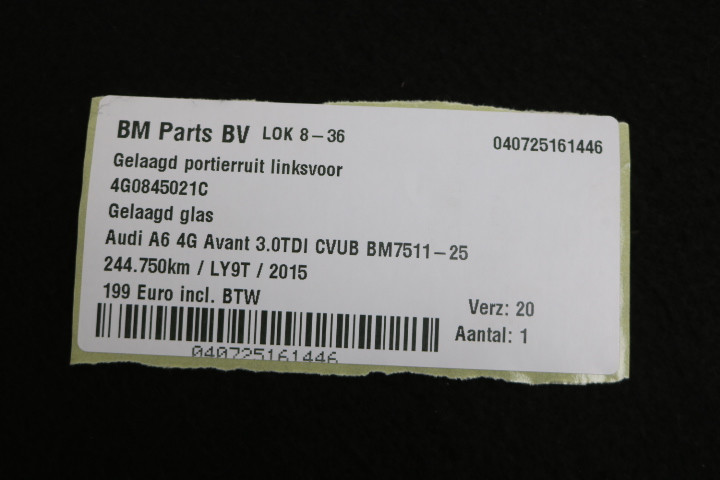 BM Parts BV LOK 8-36 040725161446
Gelaagd portierruit linksvoor
4G0845021C
Gelaagd glas
Audi A6 4G Avant 3.0TDI CVUB BM7511-25
244.750km / LY9T / 2015
199 Euro incl. BTW
Verz: 20
Aantal: 1
040725161446